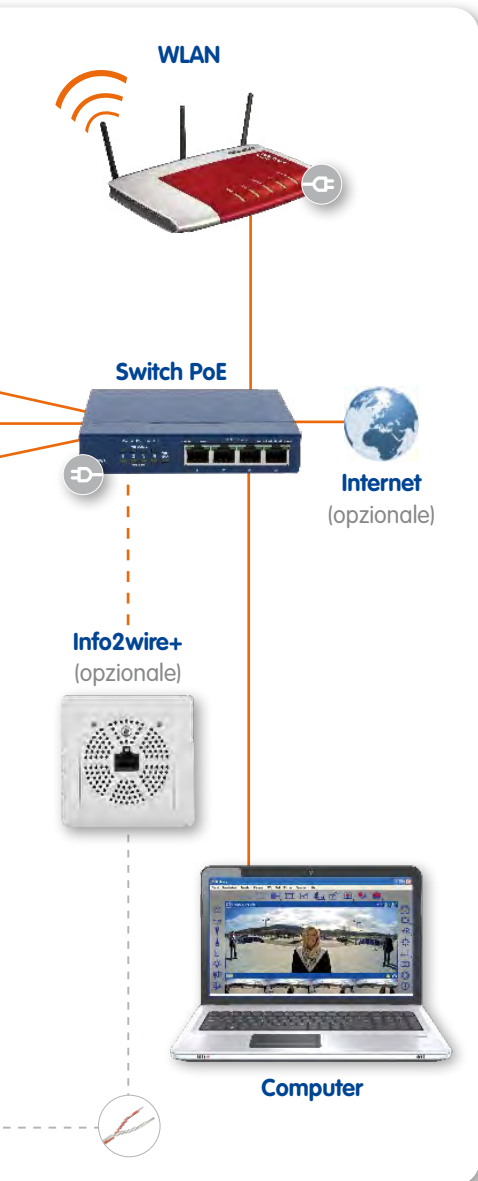 WLAN
Switch PoE
Internet
(opzionale)
Info2wire+
(opzionale)
Computer